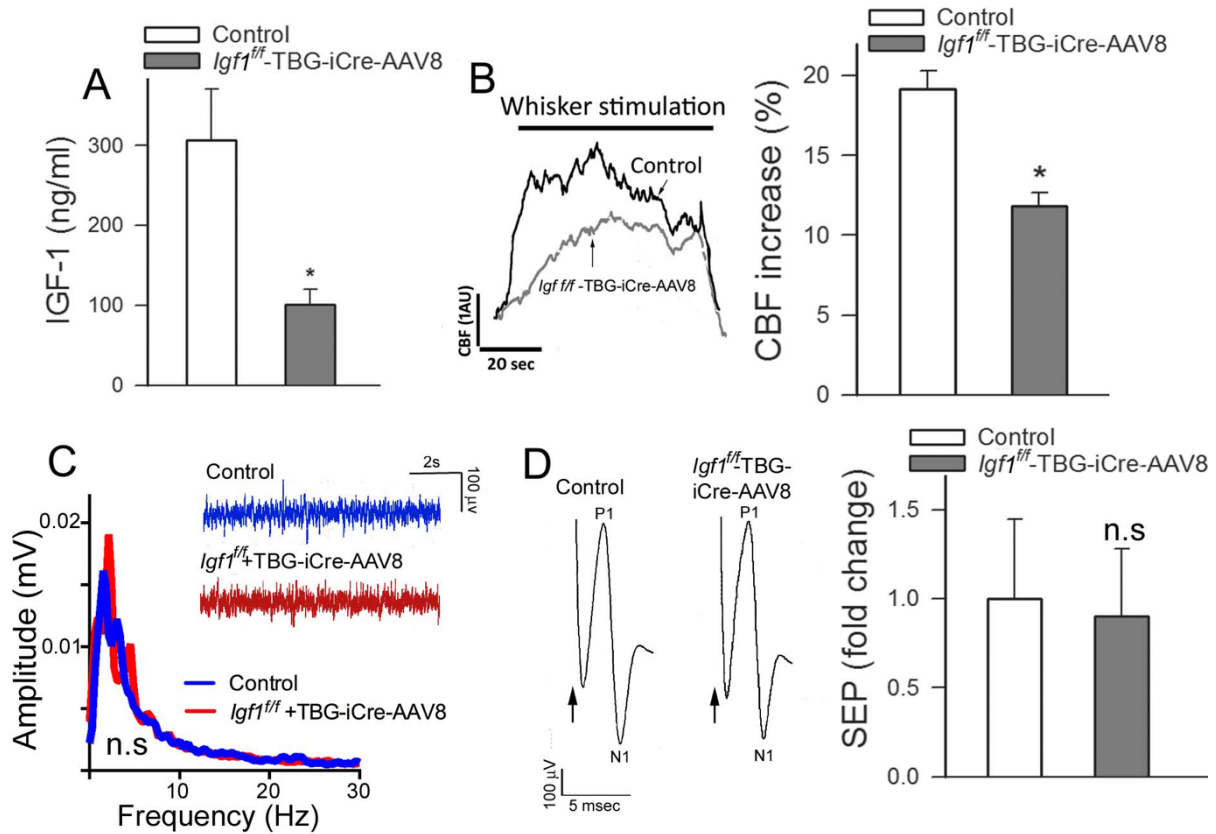 A
Control
Igf1f/f-TBG-iCre-AAV8
IGF-1 (ng/ml)
300
200
100
0
*
B
Whisker stimulation
Control
Igf f/f -TBG-iCre-AAV8
CBF (1AU)
20 sec
Control
Igf1f/f-TBG-iCre-AAV8
CBF increase (%)
20
15
10
5
0
*
C
Control
2s
100 µV
Igf1f/f+TBG-iCre-AAV8
Amplitude (mV)
0.02
0.01
Control
Igf1f/f +TBG-iCre-AAV8
n.s
10
20
30
Frequency (Hz)
D
Control
P1
N1
Igf1f/f-TBG-
iCre-AAV8
P1
N1
100 µV
5 msec
Control
Igf1f/f-TBG-iCre-AAV8
SEP (fold change)
1.5
1.0
0.5
0.0
n.s